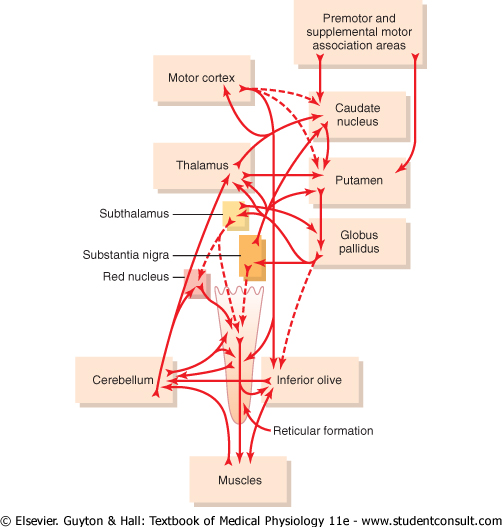 Premotor and
supplemental motor
association areas
Motor cortex
Caudate
nucleus
Thalamus
Putamen
Subthalamus
Globus
pallidus
Substantia nigra
Red nucleus
Cerebellum
Inferior olive
Reticular formation
Muscles
© Elsevier. Guyton & Hall: Textbook of Medical Physiology 11e - www.studentconsult.com